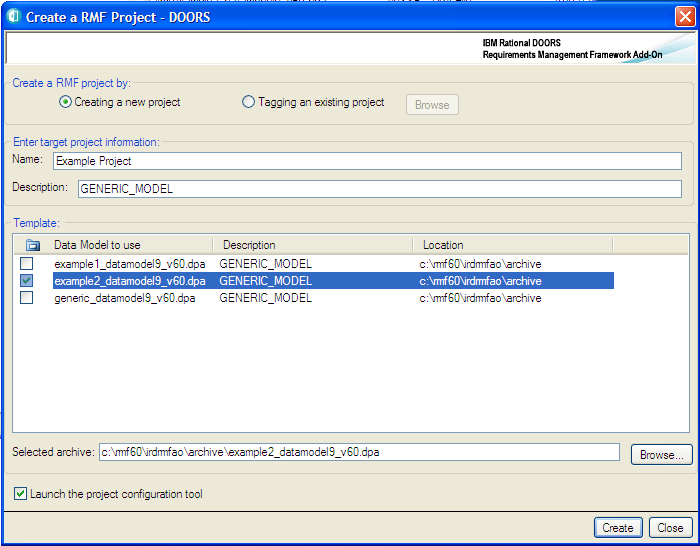 Create a RMF Project - DOORS
IBM Rational DOORS
Requirements Management Framework Add-On
Create a RMF project by:
Creating a new project Tagging an existing project Browse
Enter target project information:
Name: Example Project
Description: GENERIC_MODEL
Template:
Data Model to use Description Location
example1_datamodel9_v60.dpa GENERIC_MODEL c:\rmf60\irdmfao\archive
example2_datamodel9_v60.dpa GENERIC_MODEL c:\rmf60\irdmfao\archive
generic_datamodel9_v60.dpa GENERIC_MODEL c:\rmf60\irdmfao\archive
Selected archive: c:\rmf60\irdmfao\archive\example2_datamodel9_v60.dpa Browse...
Launch the project configuration tool
Create Close